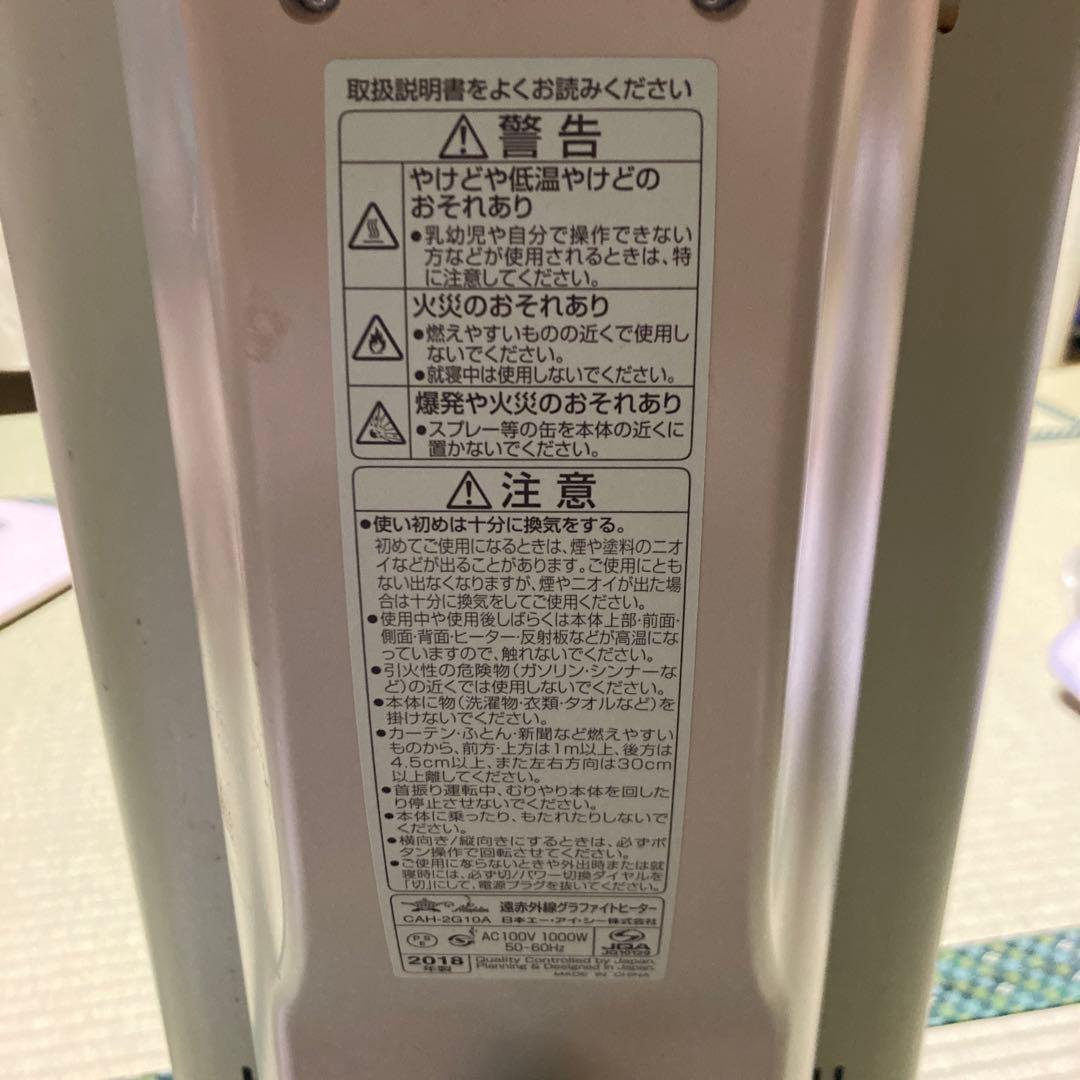 取扱説明書をよくお読みください
警告
やけどや低温やけどの
おそれあり
●乳幼児や自分で操作できない
方などが使用されるときは、特
に注意してください。
火災のおそれあり
●燃えやすいものの近くで使用し
ないでください。
●就寝中は使用しないでください。
爆発や火災のおそれあり
●スプレー等の缶を本体の近くに
置かないでください。
注意
●使い初めは十分に換気をする。
初めてご使用になるときは、煙や塗料のニオ
イなどが出ることがあります。ご使用にとも
ない出なくなりますが、煙やニオイが出た場
合は十分に換気をしてご使用ください。
●使用中や使用後しばらくは本体上部・前面・
側面・背面・ヒーター・反射板などが高温にな
っていますので、触れないでください。
●引火性の危険物(ガソリン・シンナーな
ど)の近くでは使用しないでください。
●本体に物(洗濯物・衣類・タオルなど)を
掛けないでください。
●カーテン・ふとん・新聞など燃えやすい
ものから、前方・上方は1m以上、後方は
4.5cm以上、また左右方向は30cm
以上離してください。
●首振り運転中、むりやり本体を回した
り停止させないでください。
●本体に乗ったり、もたれたりしないで
ください。
●横向き/縦向きにするときは、必ずボ
タン操作で回転させてください。
●ご使用にならないときや外出時または就
寝時には、必ず切/パワー切換ダイヤルを
「切」にして、電源プラグを抜いてください。
Aladdin 遠赤外線グラファイトヒーター
CAH-2G10A 日本エー・アイ・シー株式会社
PSE AC100V 1000W
50-60Hz
JQA
JQ10129
2018年製
Quality Controlled by Japan.
Planning & Designed in Japan.
MADE IN CHINA